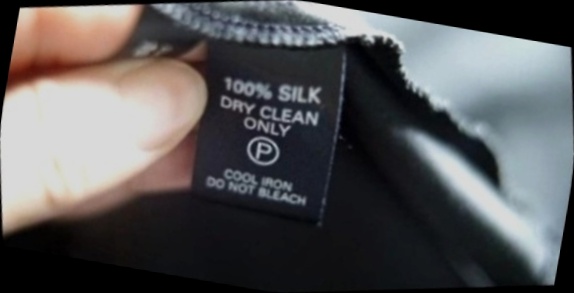 100% SILK
DRY CLEAN
ONLY
P
COOL IRON
DO NOT BLEACH